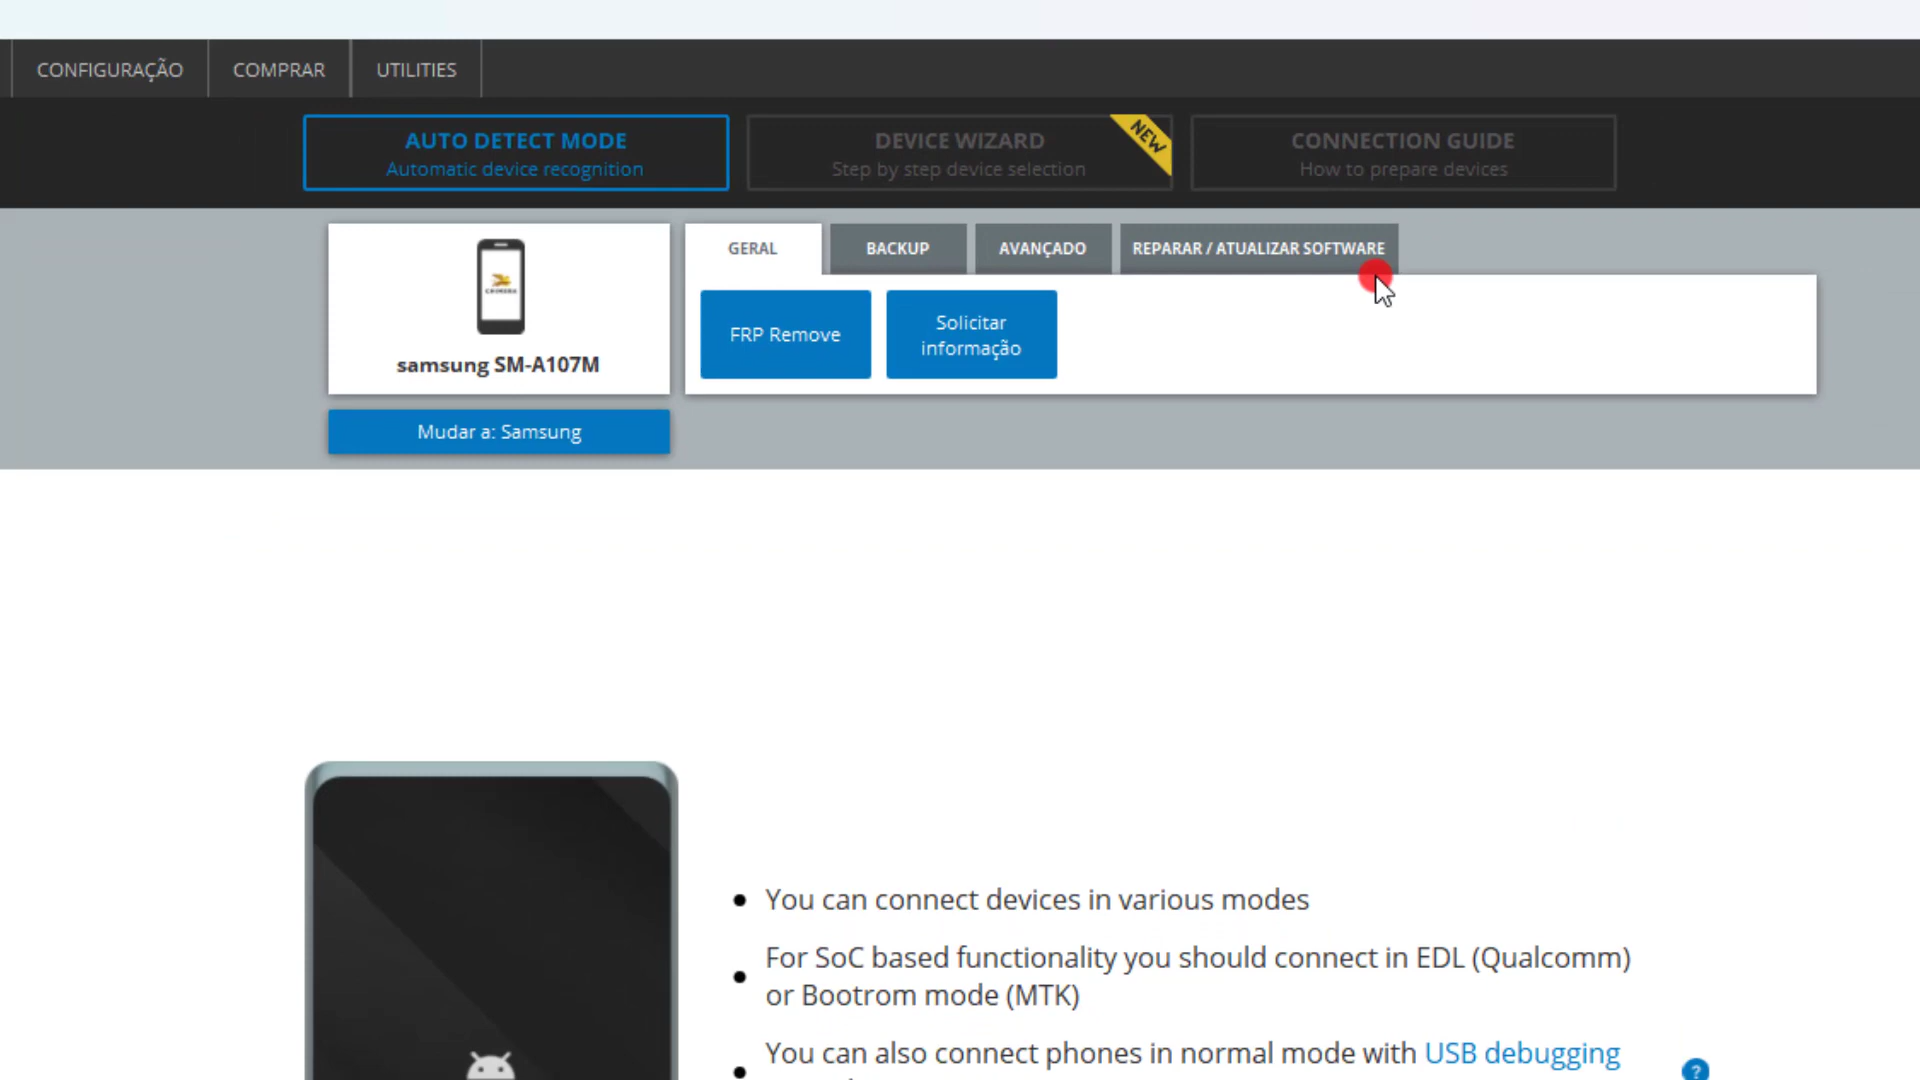 CONFIGURAÇÃO
COMPRAR
UTILITIES
AUTO DETECT MODE
Automatic device recognition
DEVICE WIZARD
Step by step device selection
NEW
CONNECTION GUIDE
How to prepare devices
CHIMERA
samsung SM-A107M
Mudar a: Samsung
GERAL
BACKUP
AVANÇADO
REPARAR / ATUALIZAR SOFTWARE
FRP Remove
Solicitar
informação
• You can connect devices in various modes
• For SoC based functionality you should connect in EDL (Qualcomm)
or Bootrom mode (MTK)
• You can also connect phones in normal mode with USB debugging
?